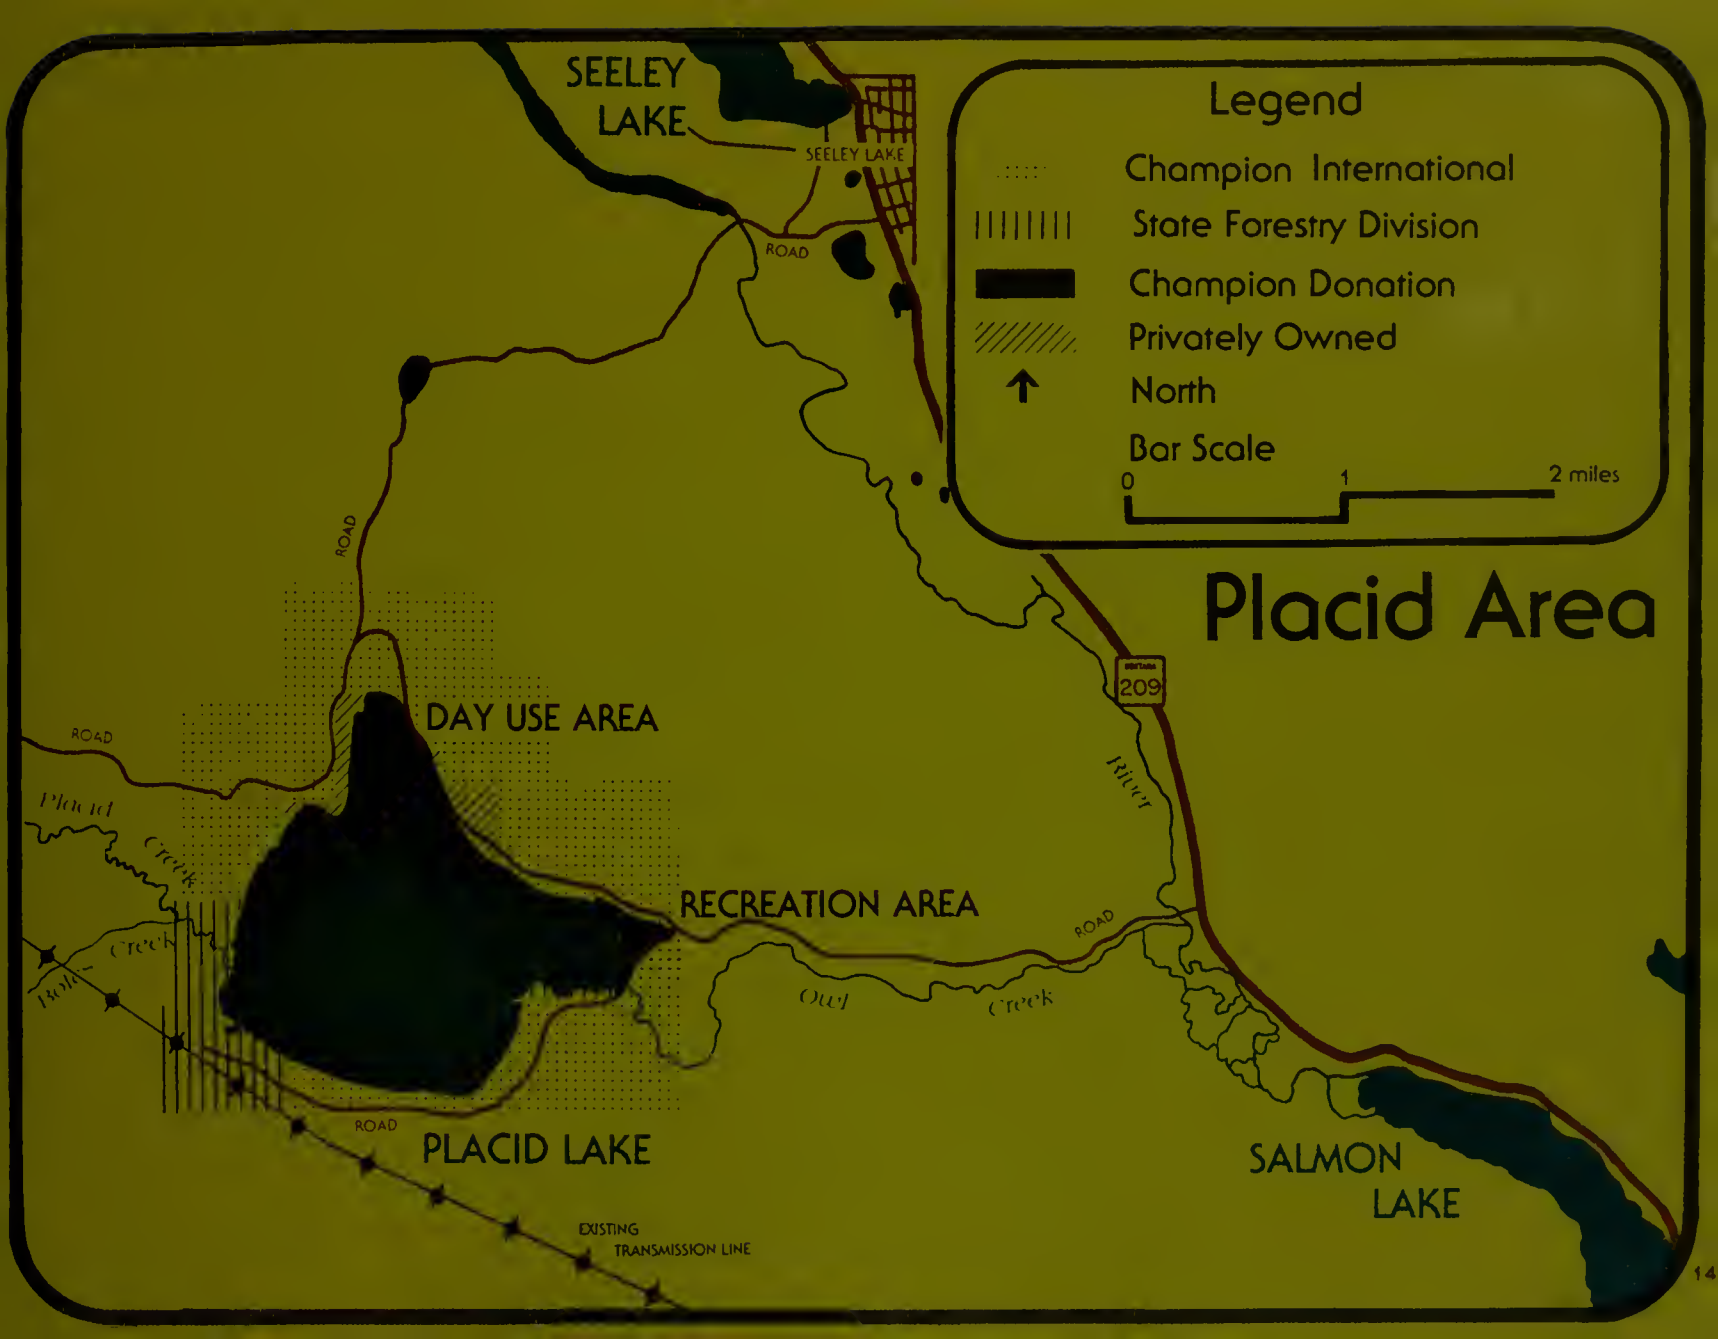 SEELEY
LAKE
SEELEY LAKE
ROAD
Legend
Champion International
State Forestry Division
Champion Donation
Privately Owned
North
Bar Scale
0 1 2 miles
Placid Area
ROAD
209
DAY USE AREA
ROAD
River
Placid
Creek
RECREATION AREA
ROAD
Creek
Owl
Creek
ROAD
PLACID LAKE
SALMON
LAKE
EXISTING
TRANSMISSION LINE
14